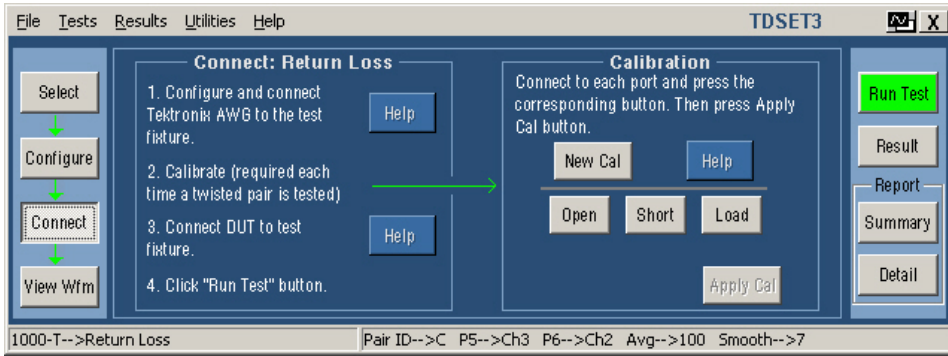 File Tests Results Utilities Help TDSET3 X
Select
Configure
Connect
View Wfm
Connect: Return Loss
1. Configure and connect
Tektronix AWG to the test
fixture.
Help
2. Calibrate (required each
time a twisted pair is tested)
3. Connect DUT to test
fixture.
Help
4. Click "Run Test" button.
Calibration
Connect to each port and press the
corresponding button. Then press Apply
Cal button.
New Cal Help
Open Short Load
Apply Cal
Run Test
Result
Report
Summary
Detail
1000-T-->Return Loss Pair ID-->C P5-->Ch3 P6-->Ch2 Avg-->100 Smooth-->7